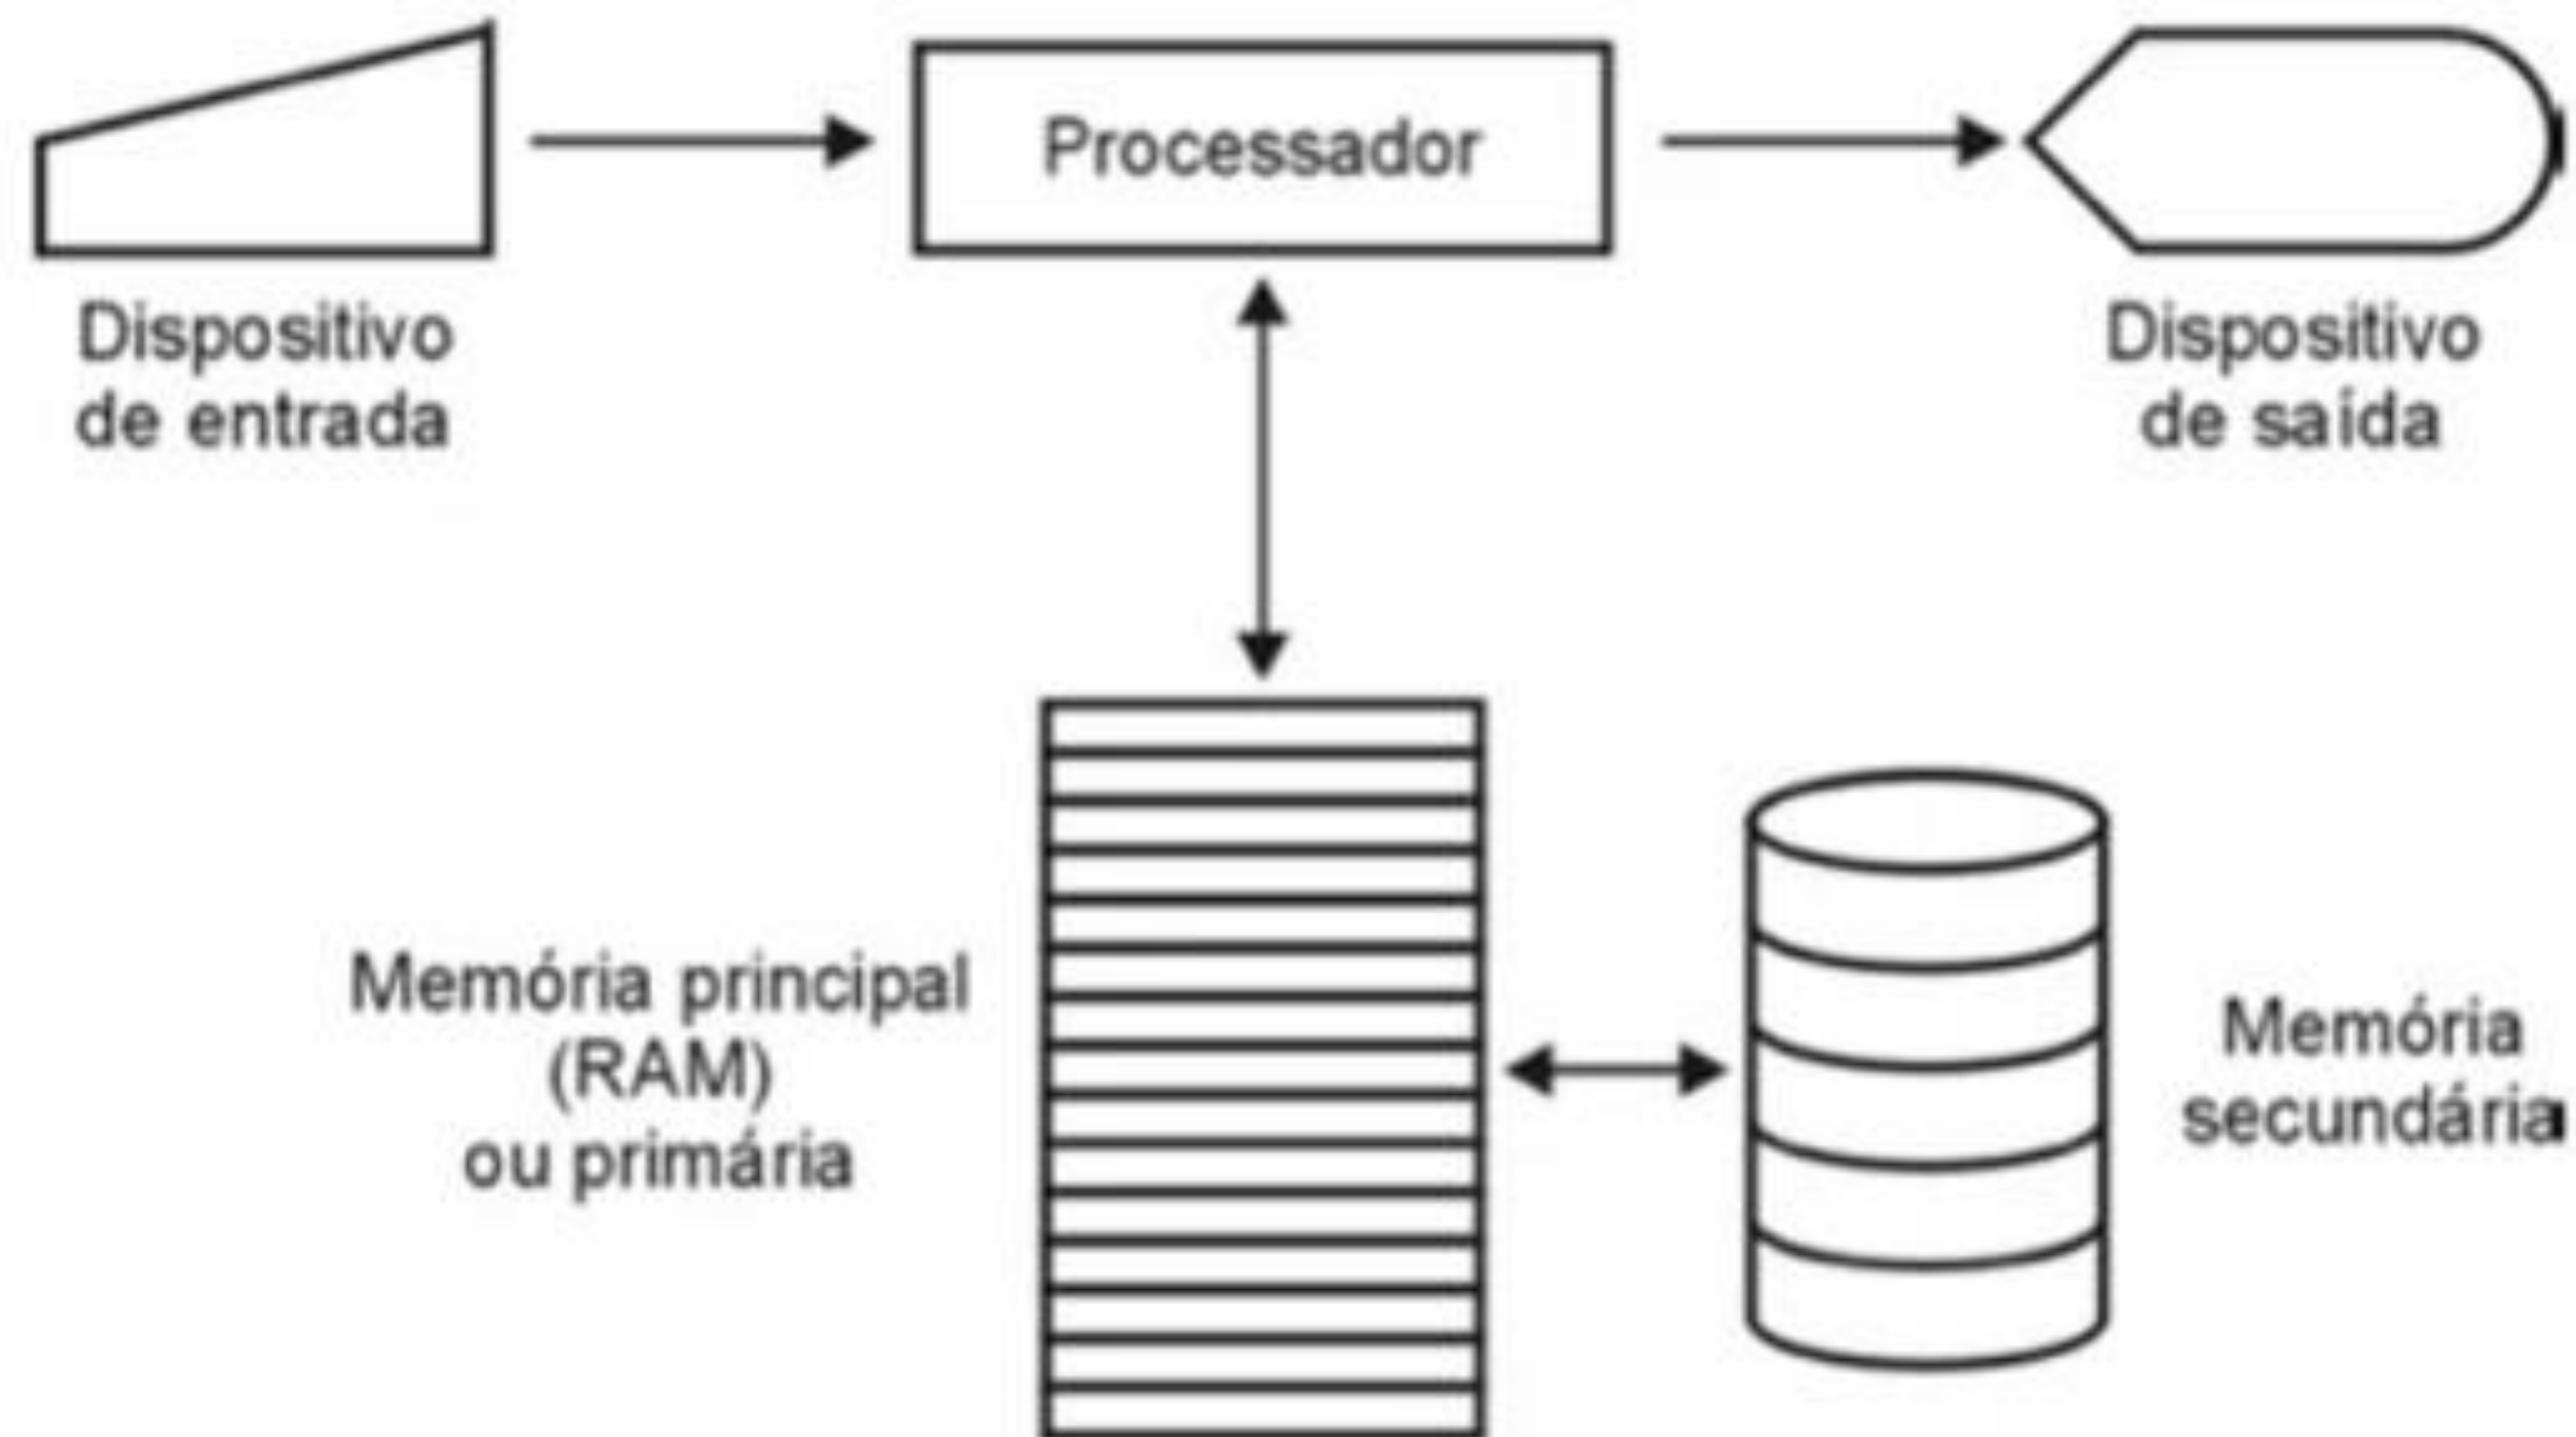 Processador
Dispositivo
de entrada
Dispositivo
de saída
Memória principal
(RAM)
ou primária
Memória
secundária